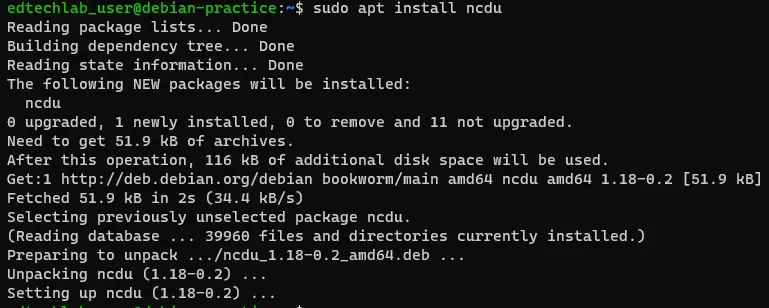 edtechlab_user@debian-practice:~$ sudo apt install ncdu
Reading package lists... Done
Building dependency tree... Done
Reading state information... Done
The following NEW packages will be installed:
  ncdu
0 upgraded, 1 newly installed, 0 to remove and 11 not upgraded.
Need to get 51.9 kB of archives.
After this operation, 116 kB of additional disk space will be used.
Get:1 http://deb.debian.org/debian bookworm/main amd64 ncdu amd64 1.18-0.2 [51.9 kB]
Fetched 51.9 kB in 2s (34.4 kB/s)
Selecting previously unselected package ncdu.
(Reading database ... 39960 files and directories currently installed.)
Preparing to unpack .../ncdu_1.18-0.2_amd64.deb ...
Unpacking ncdu (1.18-0.2) ...
Setting up ncdu (1.18-0.2) ...